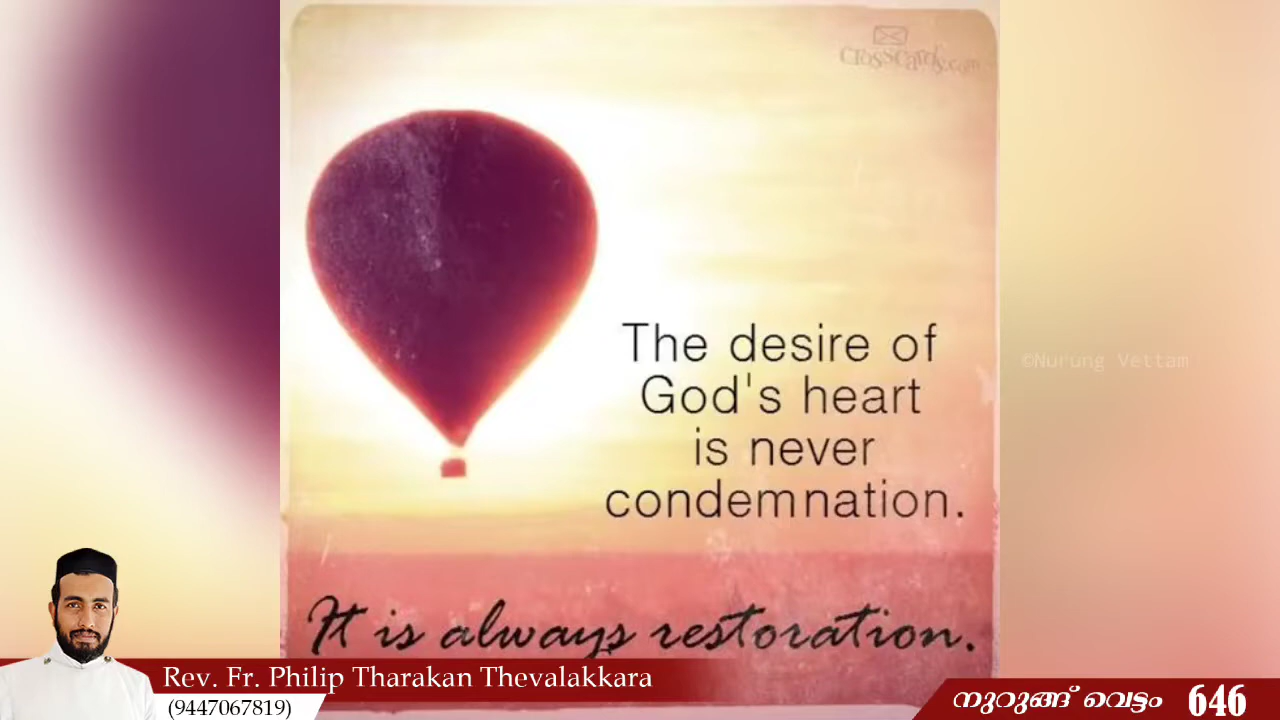 crosscards.com
The desire of
God's heart
is never
condemnation.
It is always restoration.
©Nurung Vettam
Rev. Fr. Philip Tharakan Thevalakkara
(9447067819)
നുറുങ്ങ് വെട്ടം 646